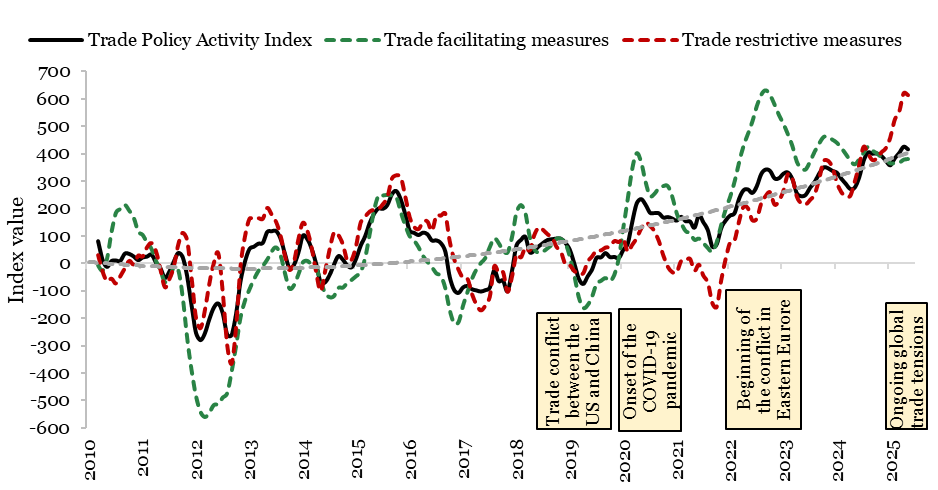 Trade Policy Activity Index Trade facilitating measures Trade restrictive measures
Index value
700
600
500
400
300
200
100
0
-100
-200
-300
-400
-500
-600
Trade conflict
between the
US and China
Onset of the
COVID-19
pandemic
Beginning of
the conflict in
Eastern Eurore
Ongoing global
trade tensions
2010
2011
2012
2013
2014
2015
2016
2017
2018
2019
2020
2021
2022
2023
2024
2025